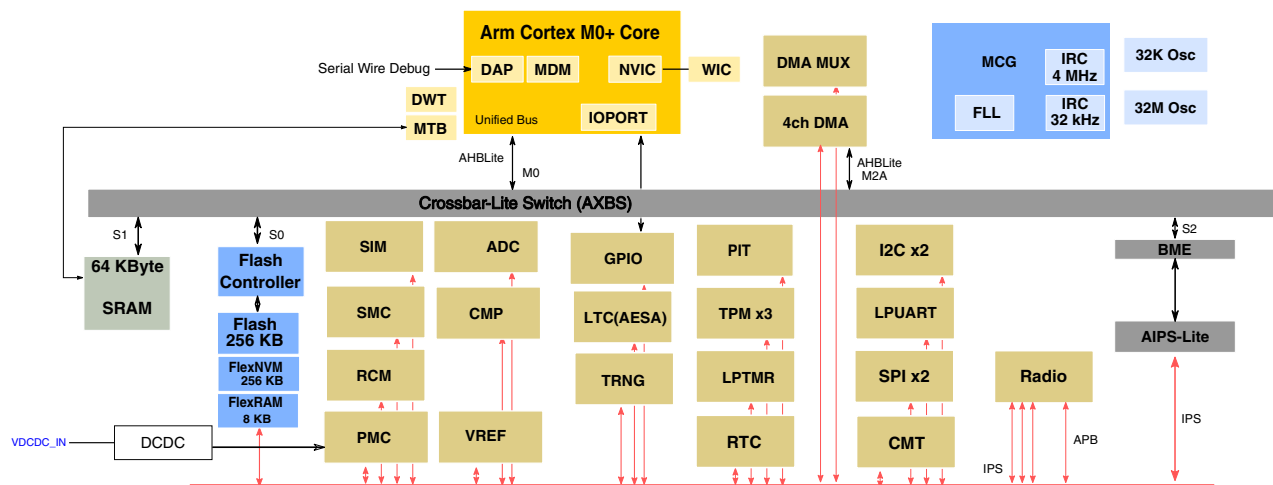 Arm Cortex M0+ Core
Serial Wire Debug
DAP
MDM
NVIC
WIC
DWT
MTB
Unified Bus
IOPORT
DMA MUX
4ch DMA
MCG
IRC
4 MHz
FLL
IRC
32 kHz
32K Osc
32M Osc
AHBLite
M0
AHBLite
M2A
Crossbar-Lite Switch (AXBS)
S1
S0
S2
64 KByte
SRAM
Flash
Controller
Flash
256 KB
FlexNVM
256 KB
FlexRAM
8 KB
VDCDC_IN
DCDC
SIM
SMC
RCM
PMC
ADC
CMP
VREF
GPIO
LTC(AESA)
TRNG
PIT
TPM x3
LPTMR
RTC
I2C x2
LPUART
SPI x2
CMT
Radio
IPS
APB
BME
AIPS-Lite
IPS